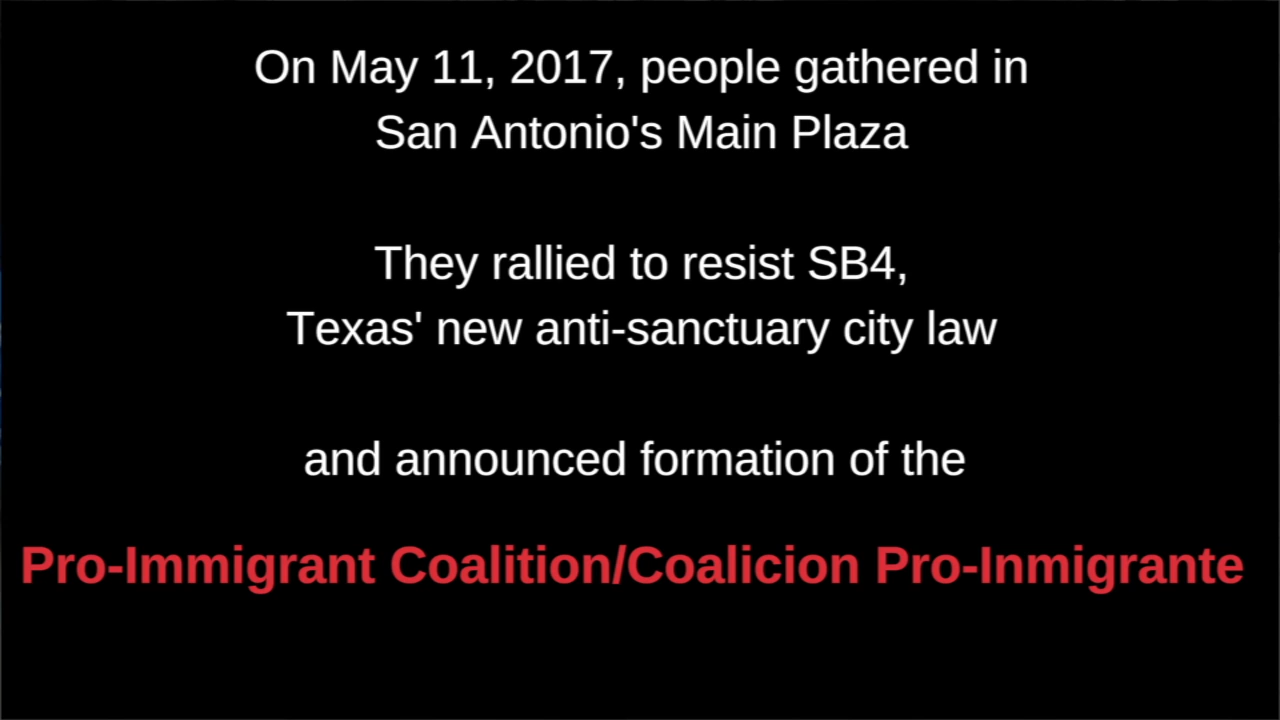 On May 11, 2017, people gathered in
San Antonio's Main Plaza
They rallied to resist SB4,
Texas' new anti-sanctuary city law
and announced formation of the
Pro-Immigrant Coalition/Coalicion Pro-Inmigrante